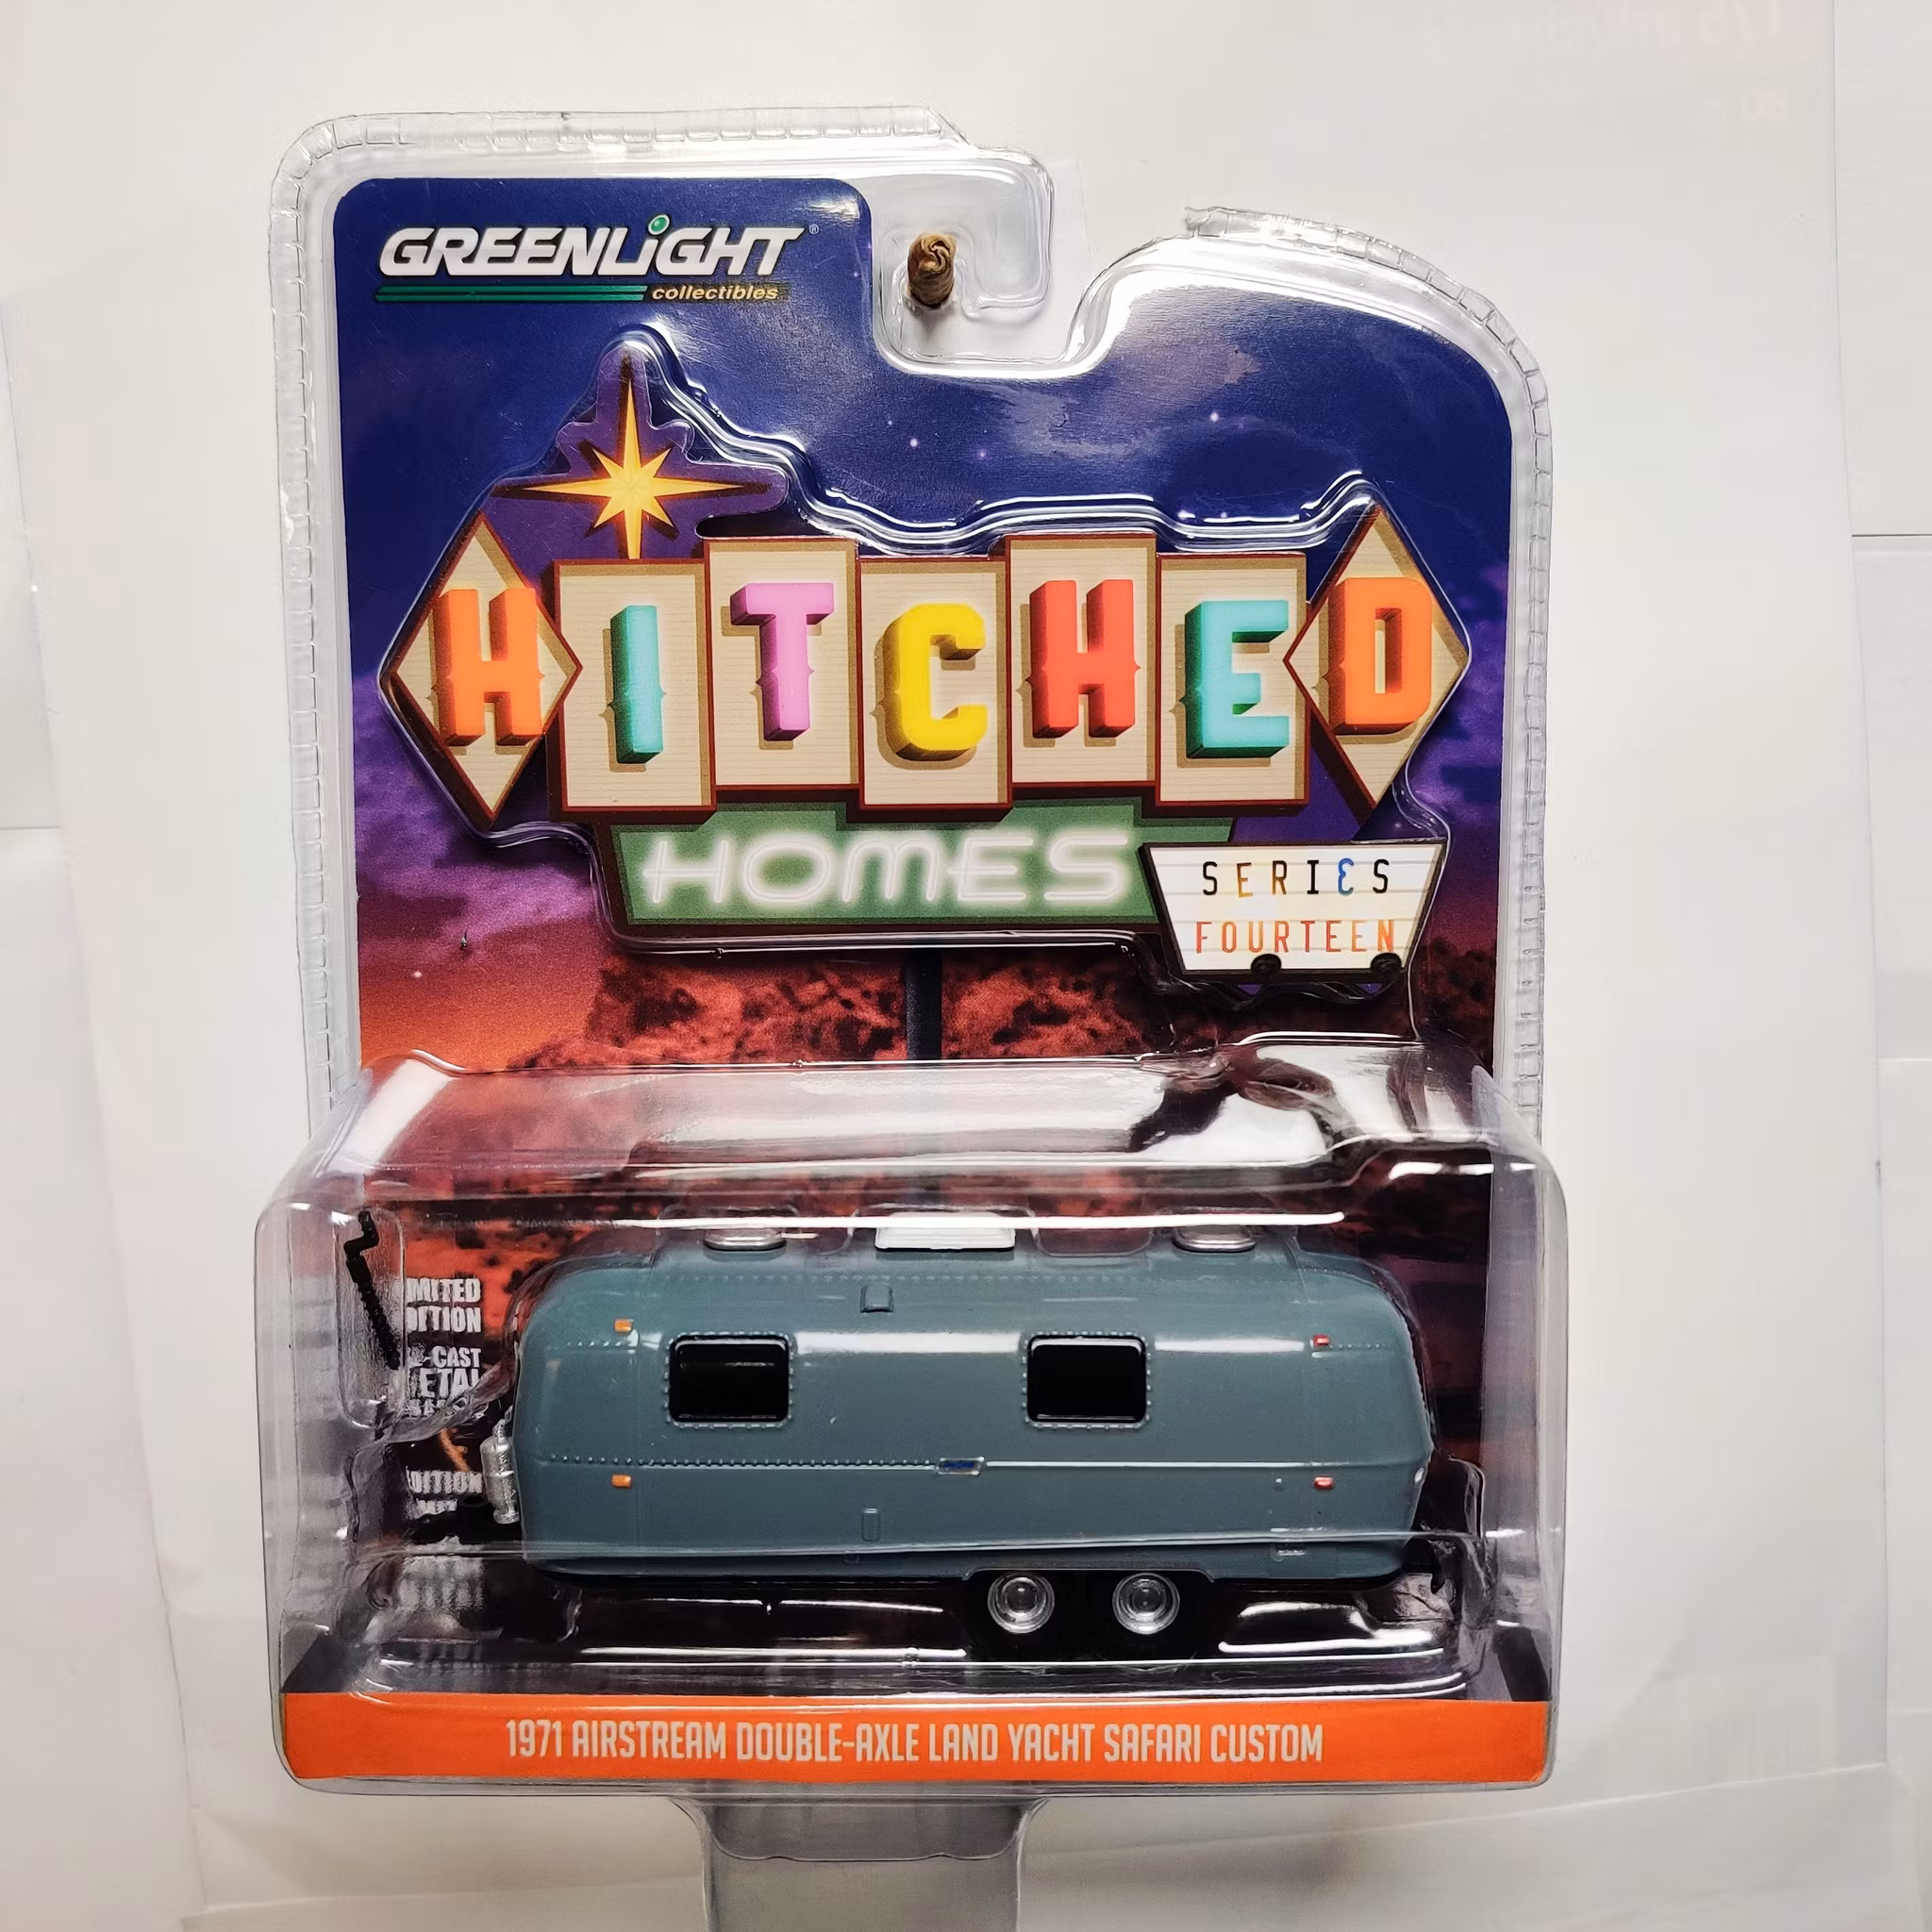 GREENLiGHT®
collectibles
HITCHED
HOMES
SERIES
FOURTEEN
1971 AIRSTREAM DOUBLE-AXLE LAND YACHT SAFARI CUSTOM